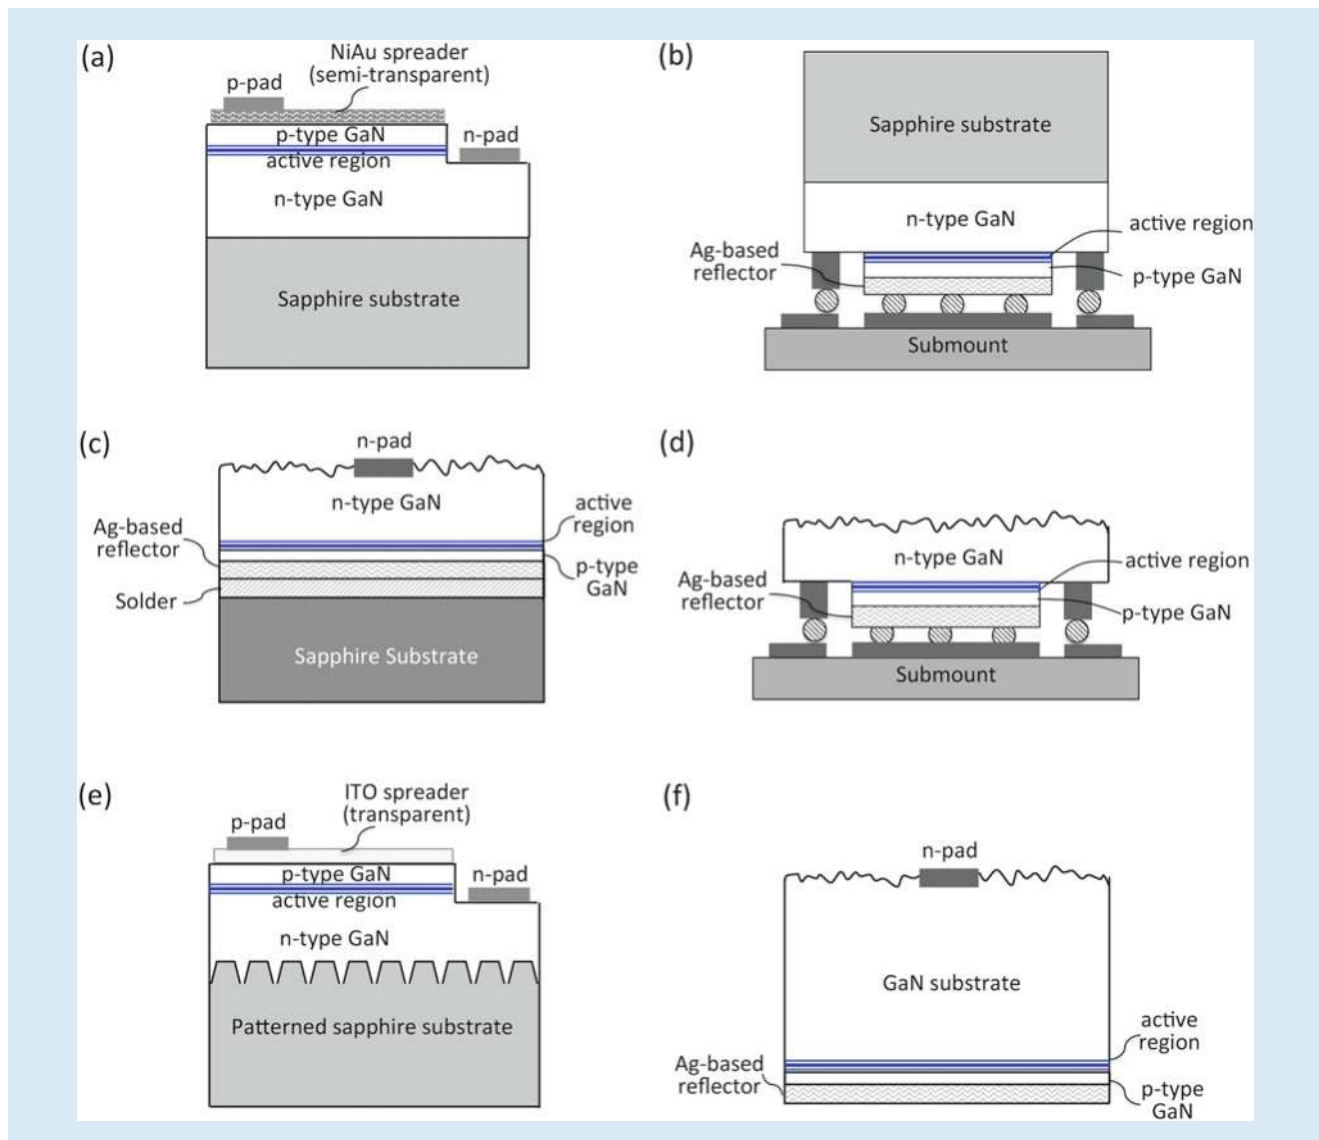 (a)
NiAu spreader
(semi-transparent)
p-pad
p-type GaN
n-pad
active region
n-type GaN
Sapphire substrate
(b)
Sapphire substrate
n-type GaN
active region
Ag-based
reflector
p-type GaN
Submount
(c)
n-pad
n-type GaN
active
region
Ag-based
reflector
p-type
GaN
Solder
Sapphire Substrate
(d)
n-type GaN
active region
Ag-based
reflector
p-type GaN
Submount
(e)
ITO spreader
(transparent)
p-pad
p-type GaN
n-pad
active region
n-type GaN
Patterned sapphire substrate
(f)
n-pad
GaN substrate
active
region
Ag-based
reflector
p-type
GaN